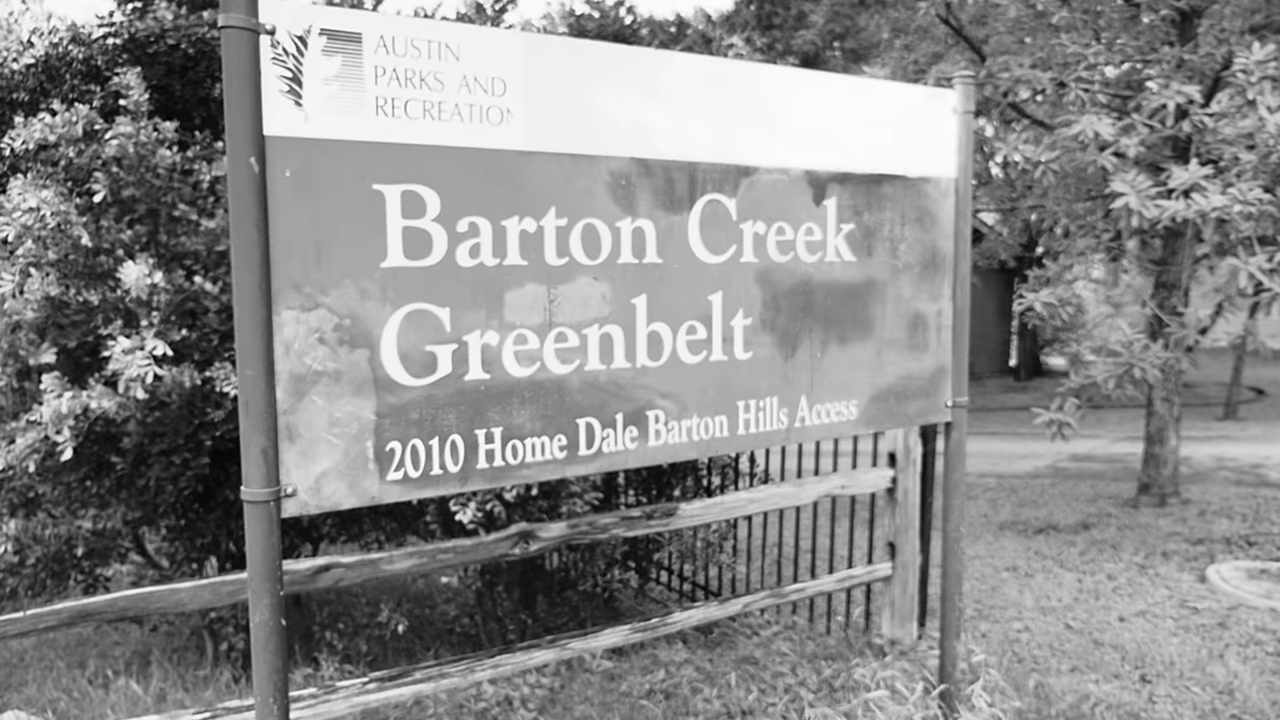 AUSTIN
PARKS AND
RECREATION
Barton Creek
Greenbelt
2010 Home Dale Barton Hills Access